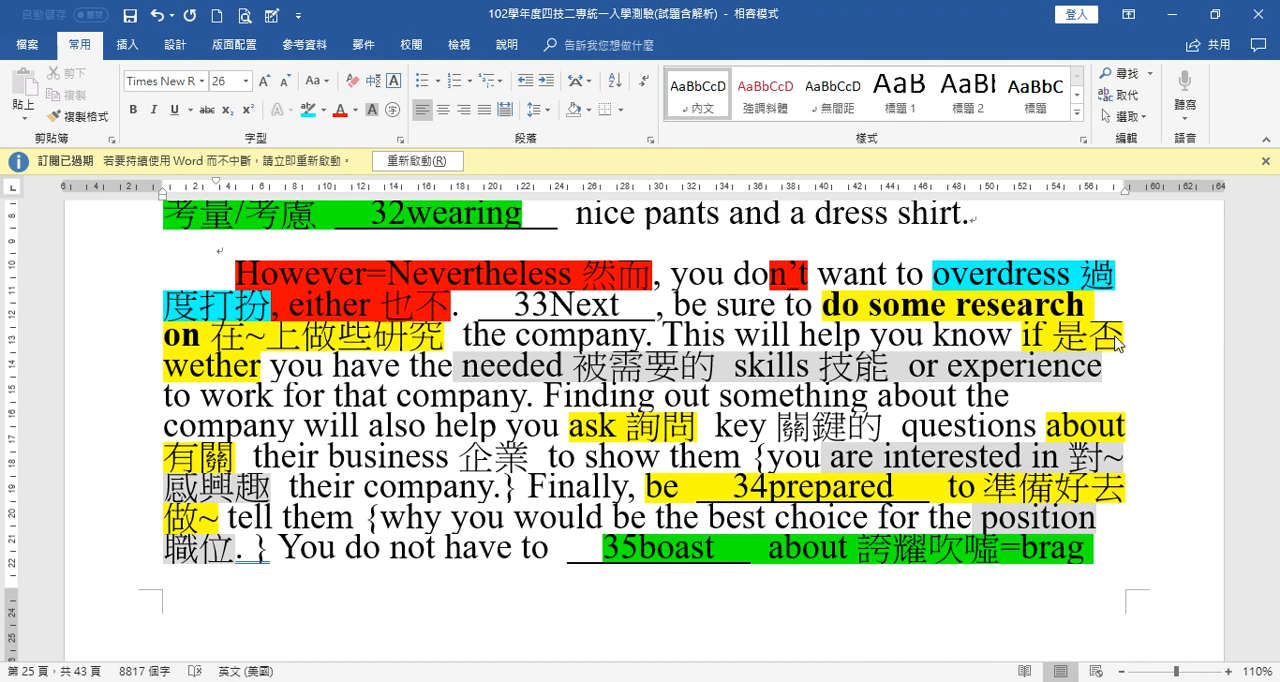 自動儲存 關閉
102學年度四技二專統一入學測驗(試題含解析) - 相容模式
登入
檔案 常用 插入 設計 版面配置 參考資料 郵件 校閱 檢視 說明 告訴我您想做什麼 共用
貼上 剪下 複製 複製格式
Times New R 26
AaBbCcD AaBbCcD AaBbCcD AaB AaBb AaBbC
內文 強調斜體 無間距 標題 1 標題 2 標題
尋找 取代 選取 聽寫
剪貼簿 字型 段落 樣式 編輯 語音
訂閱已過期 若要持續使用 Word 而不中斷，請立即重新啟動。 重新啟動(R)
考量/考慮 32wearing nice pants and a dress shirt.
However=Nevertheless 然而, you don't want to overdress 過
度打扮, either 也不. 33Next, be sure to do some research
on 在~上做些研究 the company. This will help you know if 是否
wether you have the needed 被需要的 skills 技能 or experience
to work for that company. Finding out something about the
company will also help you ask 詢問 key 關鍵的 questions about
有關 their business 企業 to show them {you are interested in 對~
感興趣 their company.} Finally, be 34prepared to 準備好去
做~ tell them {why you would be the best choice for the position
職位. } You do not have to 35boast about 誇耀吹噓=brag
第 25 頁，共 43 頁 8817 個字 英文 (美國) 110%